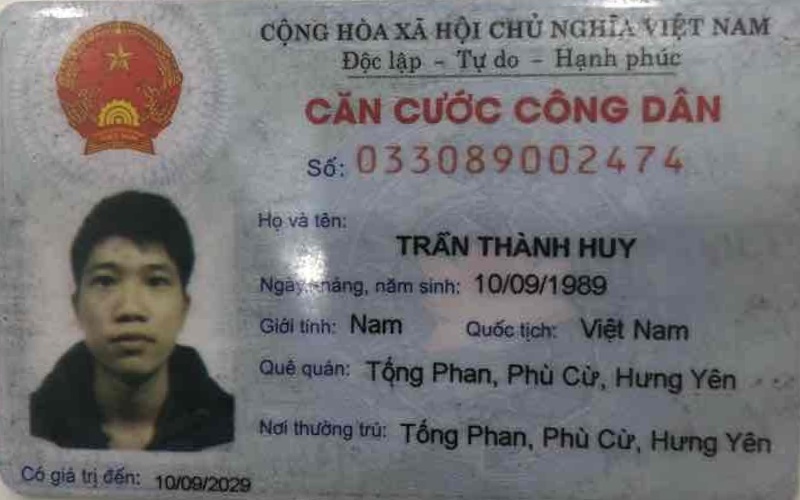 CỘNG HÒA XÃ HỘI CHỦ NGHĨA VIỆT NAM
Độc lập - Tự do - Hạnh phúc
CĂN CƯỚC CÔNG DÂN
Số: 033089002474
Họ và tên:
TRẦN THÀNH HUY
Ngày, tháng, năm sinh: 10/09/1989
Giới tính: Nam Quốc tịch: Việt Nam
Quê quán: Tống Phan, Phù Cừ, Hưng Yên
Nơi thường trú: Tống Phan, Phù Cừ, Hưng Yên
Có giá trị đến: 10/09/2029